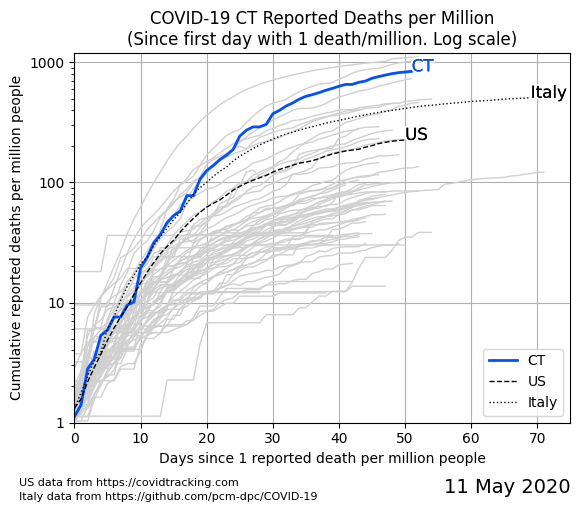 COVID-19 CT Reported Deaths per Million
(Since first day with 1 death/million. Log scale)
Cumulative reported deaths per million people
1000
100
10
1
CT
Italy
US
CT
US
Italy
0
10
20
30
40
50
60
70
Days since 1 reported death per million people
US data from https://covidtracking.com
Italy data from https://github.com/pcm-dpc/COVID-19
11 May 2020